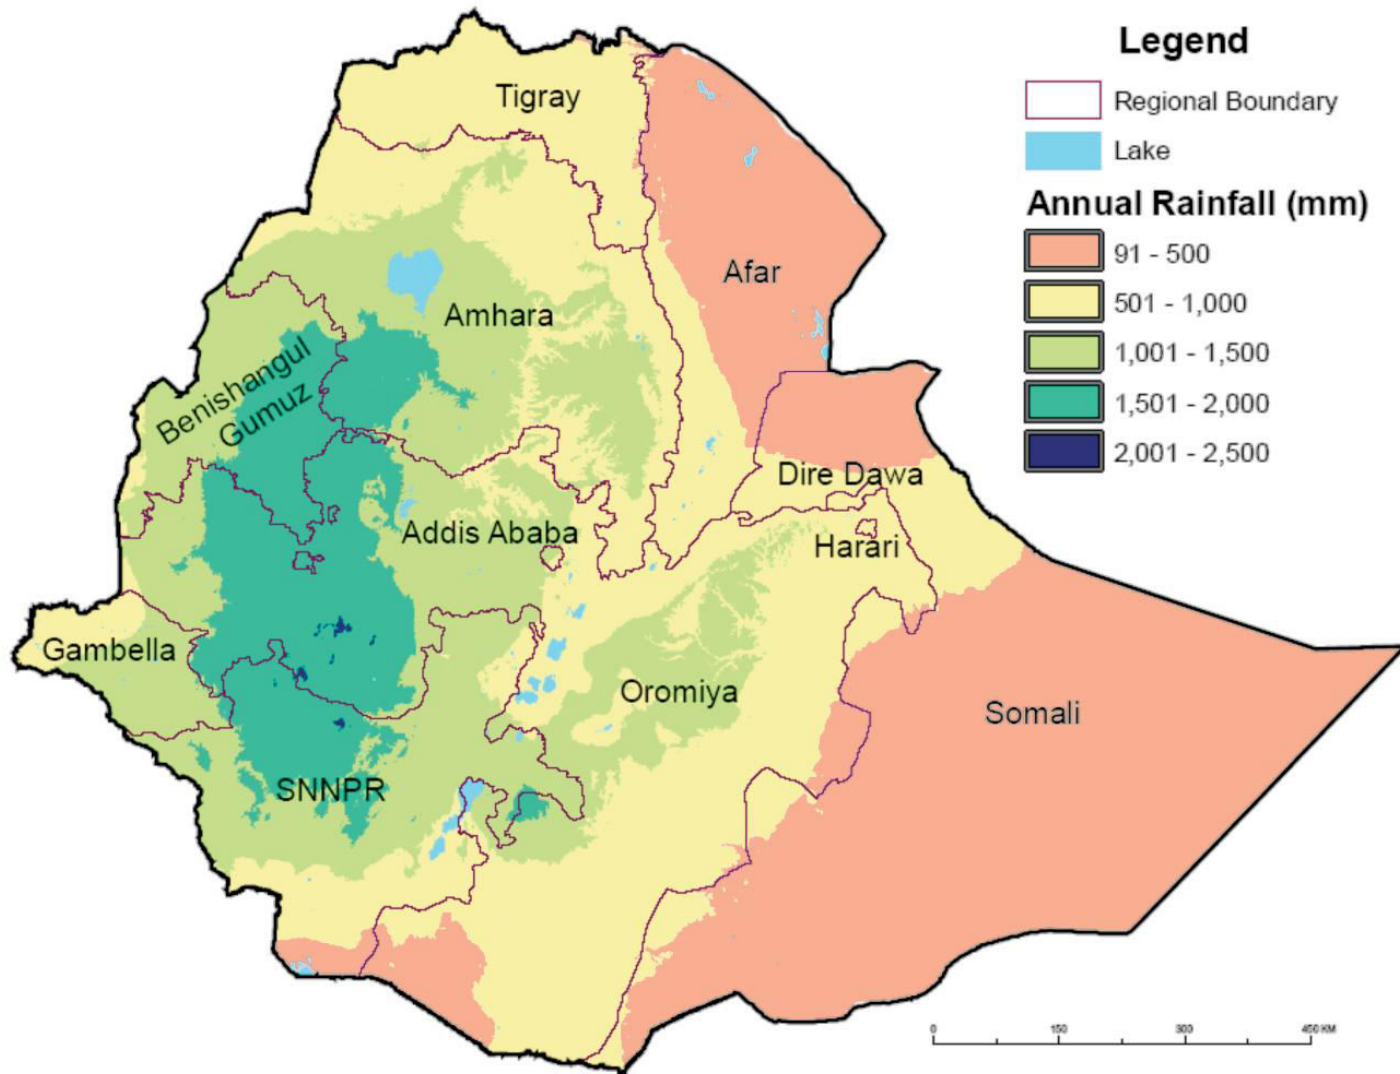 Legend
Regional Boundary
Lake
Annual Rainfall (mm)
91 - 500
501 - 1,000
1,001 - 1,500
1,501 - 2,000
2,001 - 2,500
Tigray
Afar
Amhara
Benishangul
Gumuz
Dire Dawa
Addis Ababa
Harari
Gambella
Oromiya
Somali
SNNPR
0 150 300 450 KM